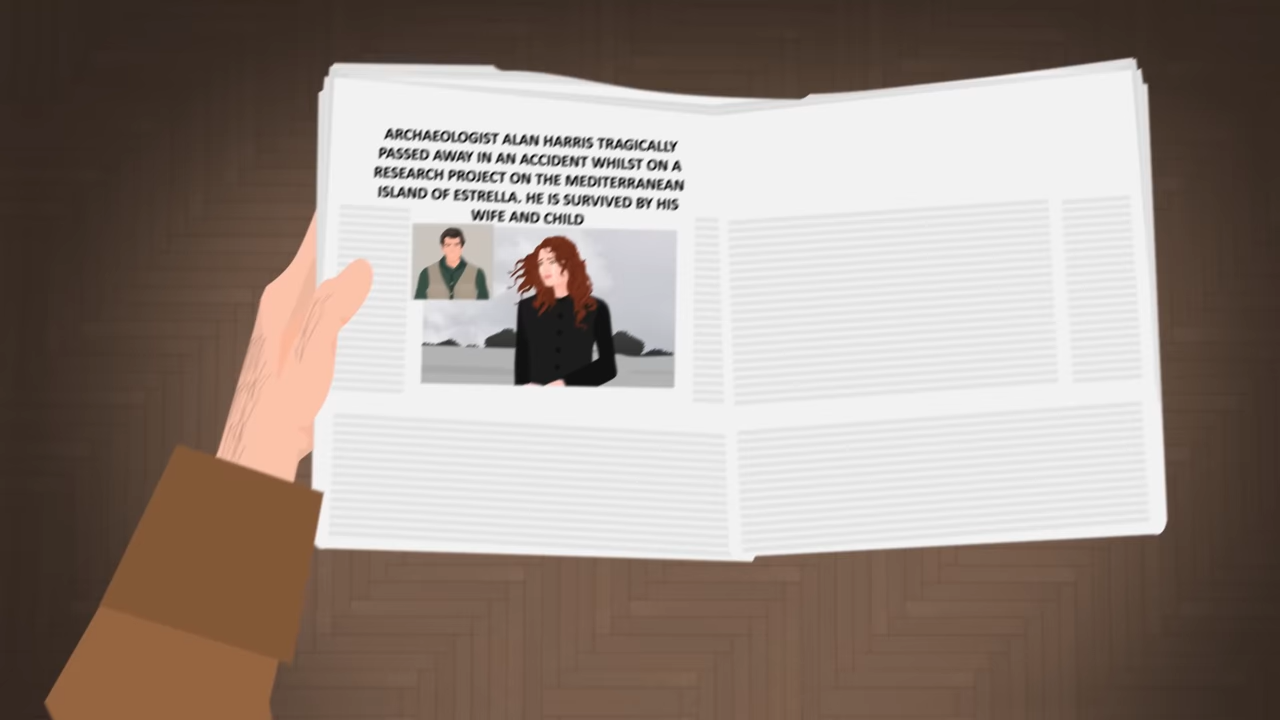 ARCHAEOLOGIST ALAN HARRIS TRAGICALLY
PASSED AWAY IN AN ACCIDENT WHILST ON A
RESEARCH PROJECT ON THE MEDITERRANEAN
ISLAND OF ESTRELLA. HE IS SURVIVED BY HIS
WIFE AND CHILD